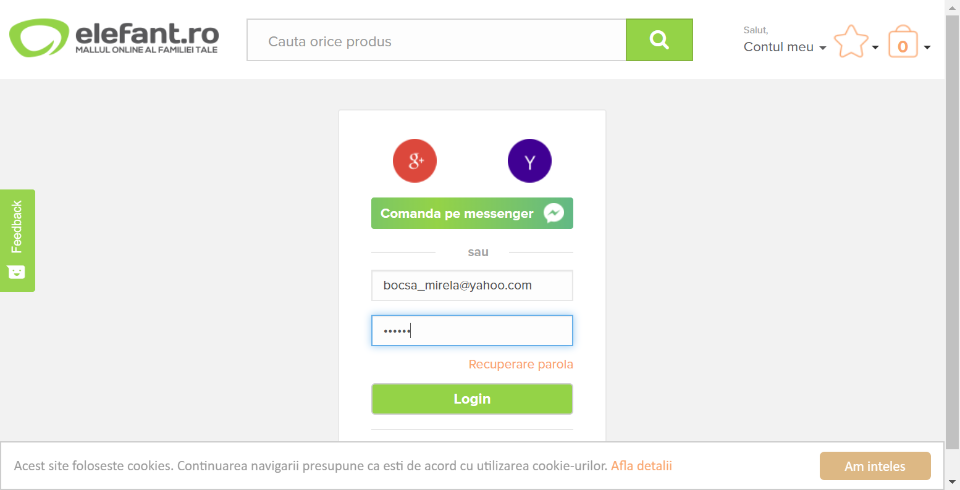 elefant.ro
MALLUL ONLINE AL FAMILIEI TALE
Cauta orice produs
Salut,
Contul meu
0
g+
Y
Comanda pe messenger
sau
bocsa_mirela@yahoo.com
••••••
Recuperare parola
Login
Feedback
Acest site foloseste cookies. Continuarea navigarii presupune ca esti de acord cu utilizarea cookie-urilor. Afla detalii
Am inteles